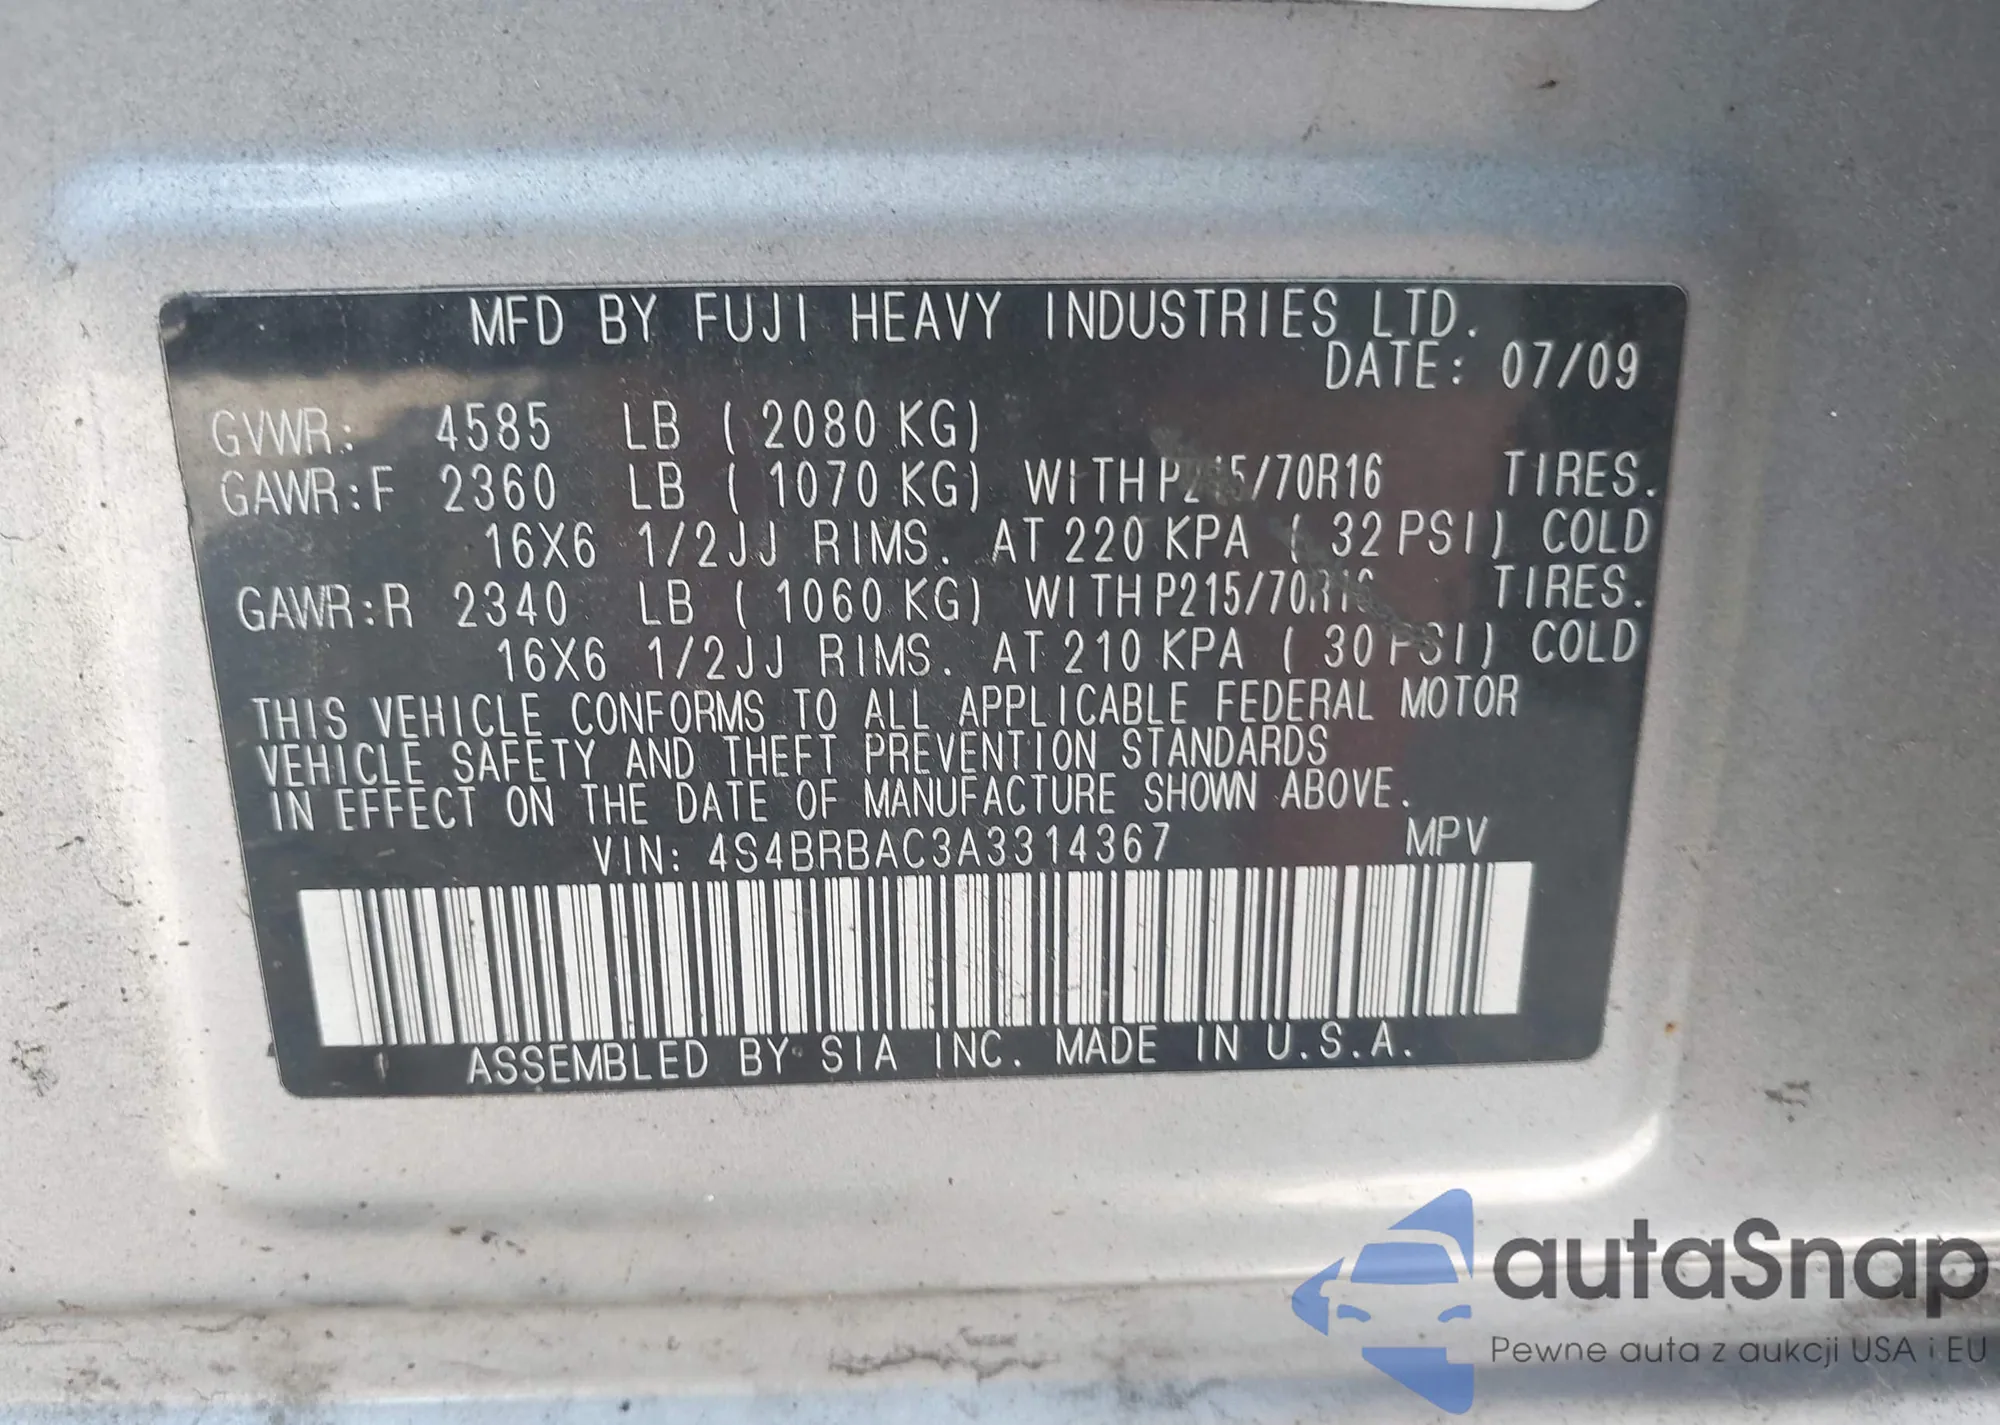 MFD BY FUJI HEAVY INDUSTRIES LTD.
DATE: 07/09
GVWR: 4585 LB ( 2080 KG)
GAWR:F 2360 LB ( 1070 KG) WITH /70R16 TIRES.
16X6 1/2JJ RIMS. AT 220 KPA ( 32 PSI) COLD
GAWR:R 2340 LB ( 1060 KG) WITH TIRES.
16X6 1/2JJ RIMS. AT 210 KPA ( 30 PSI) COLD
THIS VEHICLE CONFORMS TO ALL APPLICABLE FEDERAL MOTOR
VEHICLE SAFETY AND THEFT PREVENTION STANDARDS
IN EFFECT ON THE DATE OF MANUFACTURE SHOWN ABOVE.
VIN: 4S4BRBAC3A3314367 MPV
ASSEMBLED BY SIA INC. MADE IN U.S.A.
autaSnap
Pewne auta z aukcji USA i EU